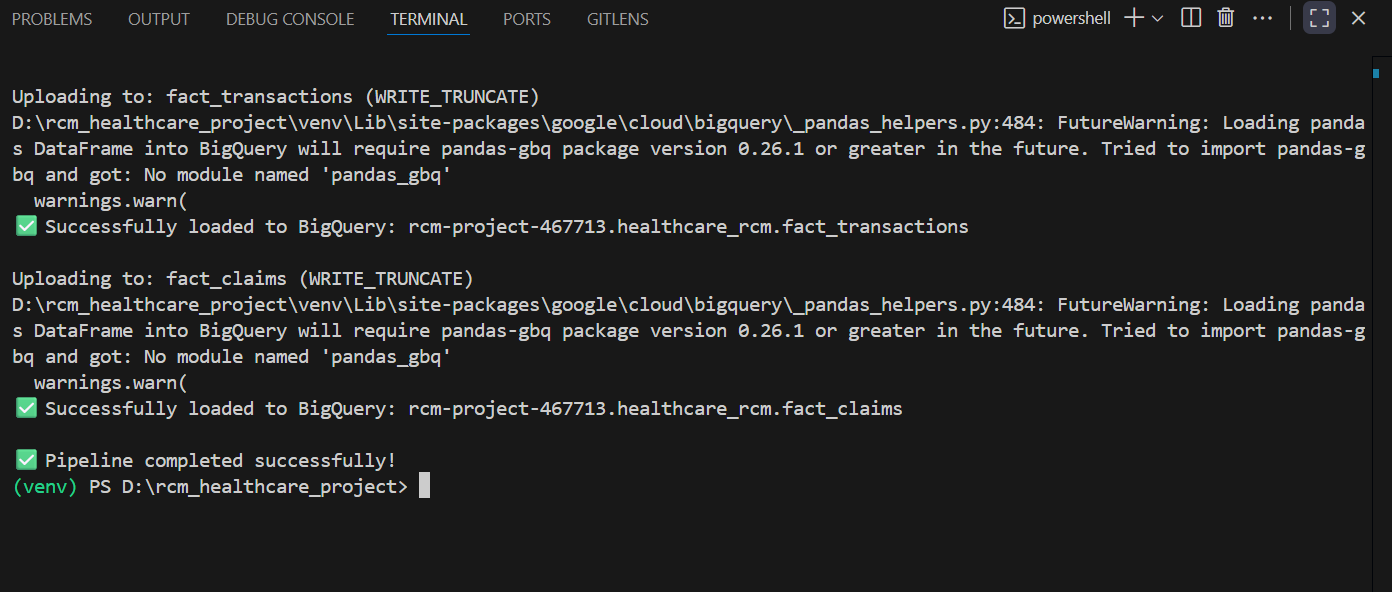 PROBLEMS OUTPUT DEBUG CONSOLE TERMINAL PORTS GITLENS powershell
Uploading to: fact_transactions (WRITE_TRUNCATE)
D:\rcm_healthcare_project\venv\Lib\site-packages\google\cloud\bigquery\_pandas_helpers.py:484: FutureWarning: Loading panda
s DataFrame into BigQuery will require pandas-gbq package version 0.26.1 or greater in the future. Tried to import pandas-g
bq and got: No module named 'pandas_gbq'
  warnings.warn(
✅ Successfully loaded to BigQuery: rcm-project-467713.healthcare_rcm.fact_transactions
Uploading to: fact_claims (WRITE_TRUNCATE)
D:\rcm_healthcare_project\venv\Lib\site-packages\google\cloud\bigquery\_pandas_helpers.py:484: FutureWarning: Loading panda
s DataFrame into BigQuery will require pandas-gbq package version 0.26.1 or greater in the future. Tried to import pandas-g
bq and got: No module named 'pandas_gbq'
  warnings.warn(
✅ Successfully loaded to BigQuery: rcm-project-467713.healthcare_rcm.fact_claims
✅ Pipeline completed successfully!
(venv) PS D:\rcm_healthcare_project>